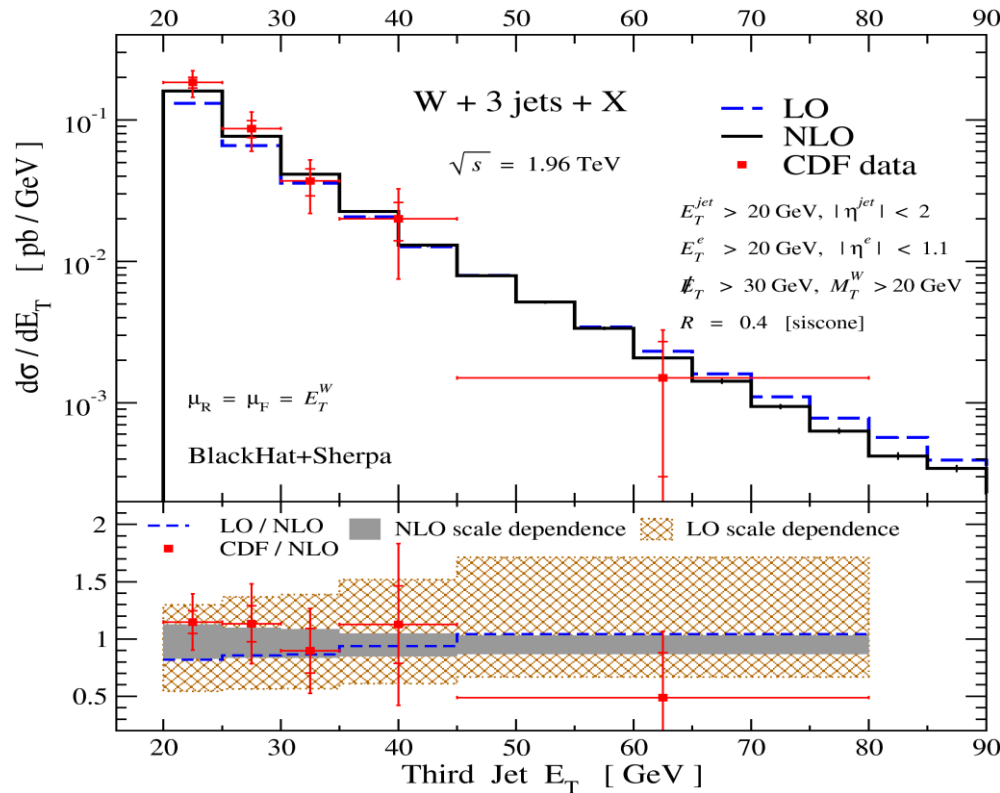 20 30 40 50 60 70 80 90
10^{-1}
10^{-2}
10^{-3}
dσ / dE_T [ pb / GeV ]
W + 3 jets + X
√s = 1.96 TeV
LO
NLO
CDF data
E_T^{jet} > 20 GeV, | η^{jet} | < 2
E_T^e > 20 GeV, | η^e | < 1.1
E̸_T > 30 GeV, M_T^W > 20 GeV
R = 0.4 [siscone]
μ_R = μ_F = E_T^W
BlackHat+Sherpa
LO / NLO
CDF / NLO
NLO scale dependence
LO scale dependence
2
1.5
1
0.5
20 30 40 50 60 70 80 90
Third Jet E_T [ GeV ]